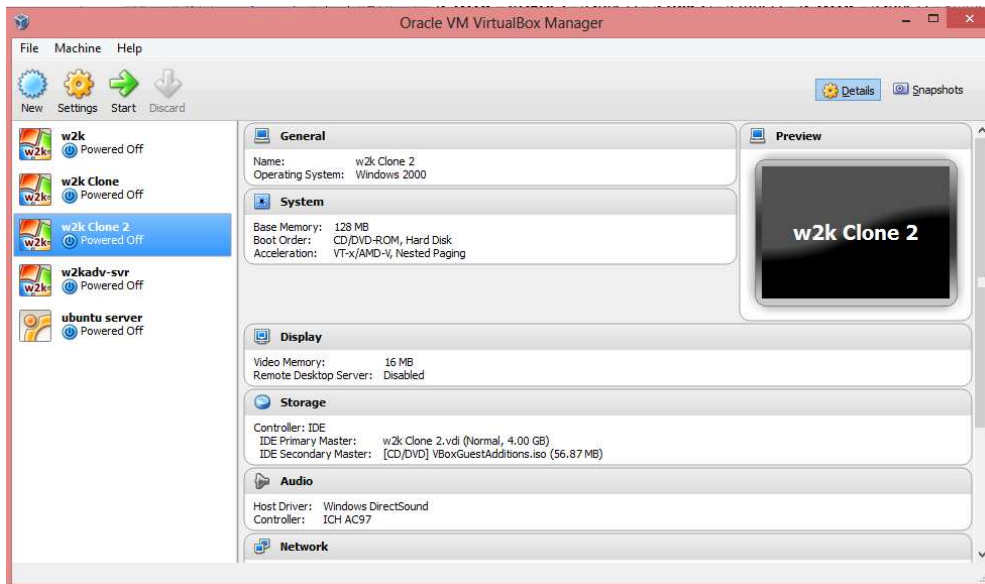 Oracle VM VirtualBox Manager
File Machine Help
New Settings Start Discard
Details Snapshots
w2k
Powered Off
w2k Clone
Powered Off
w2k Clone 2
Powered Off
w2kadv-svr
Powered Off
ubuntu server
Powered Off
General
Name: w2k Clone 2
Operating System: Windows 2000
System
Base Memory: 128 MB
Boot Order: CD/DVD-ROM, Hard Disk
Acceleration: VT-x/AMD-V, Nested Paging
Preview
w2k Clone 2
Display
Video Memory: 16 MB
Remote Desktop Server: Disabled
Storage
Controller: IDE
IDE Primary Master: w2k Clone 2.vdi (Normal, 4.00 GB)
IDE Secondary Master: [CD/DVD] VBoxGuestAdditions.iso (56.87 MB)
Audio
Host Driver: Windows DirectSound
Controller: ICH AC97
Network